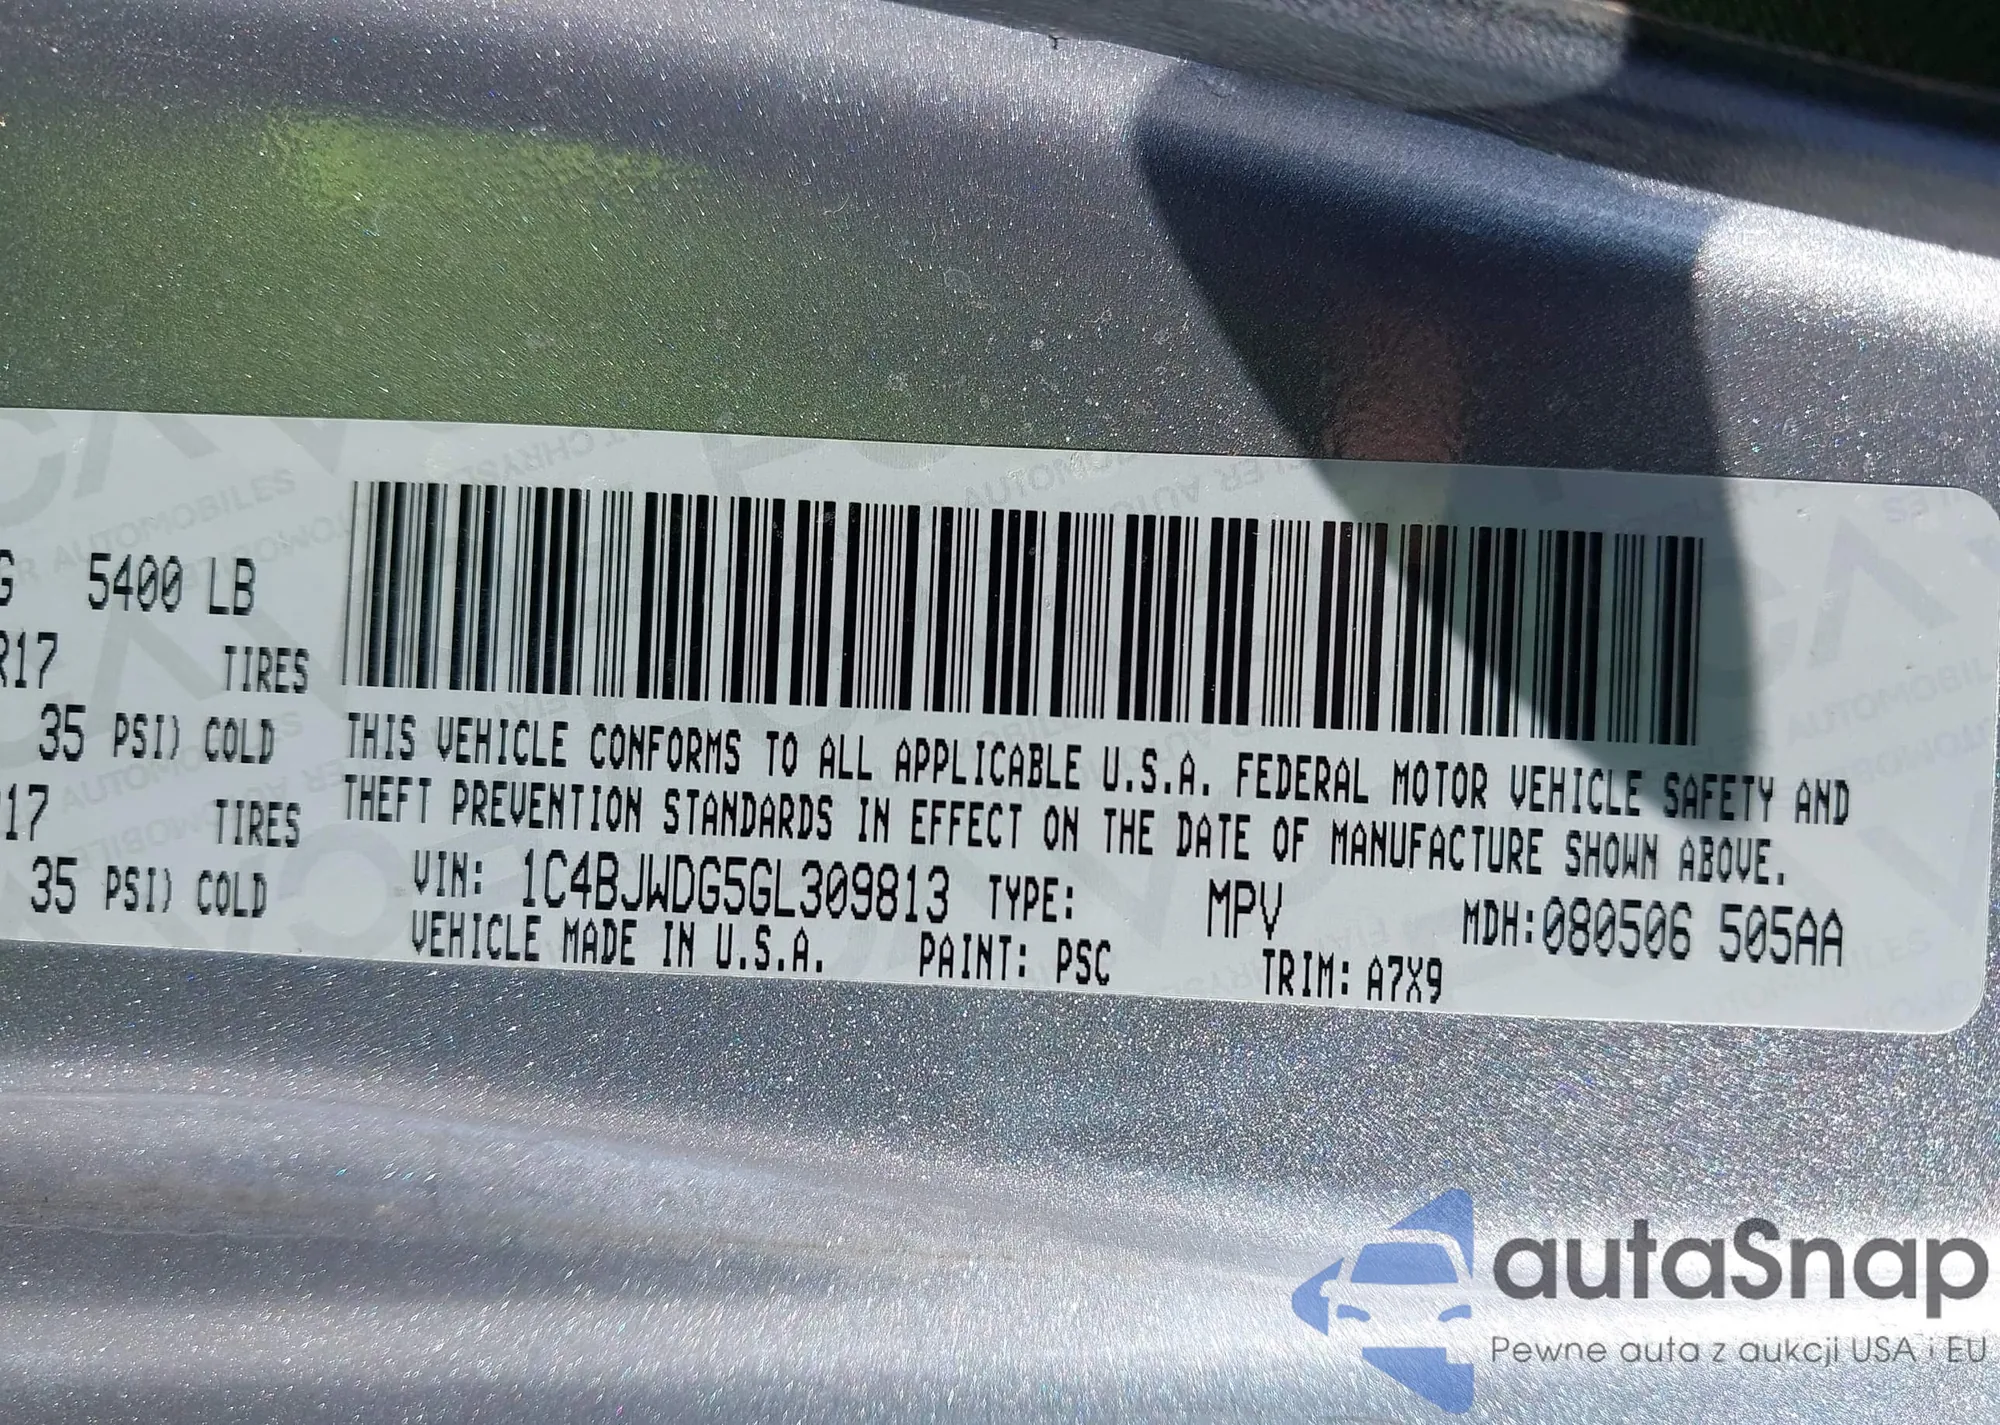 G 5400 LB
R17 TIRES
35 PSI) COLD
R17 TIRES
35 PSI) COLD
THIS VEHICLE CONFORMS TO ALL APPLICABLE U.S.A. FEDERAL MOTOR VEHICLE SAFETY AND
THEFT PREVENTION STANDARDS IN EFFECT ON THE DATE OF MANUFACTURE SHOWN ABOVE.
VIN: 1C4BJWDG5GL309813 TYPE: MPV MDH:080506 505AA
VEHICLE MADE IN U.S.A. PAINT: PSC TRIM: A7X9
autaSnap
Pewne auta z aukcji USA i EU